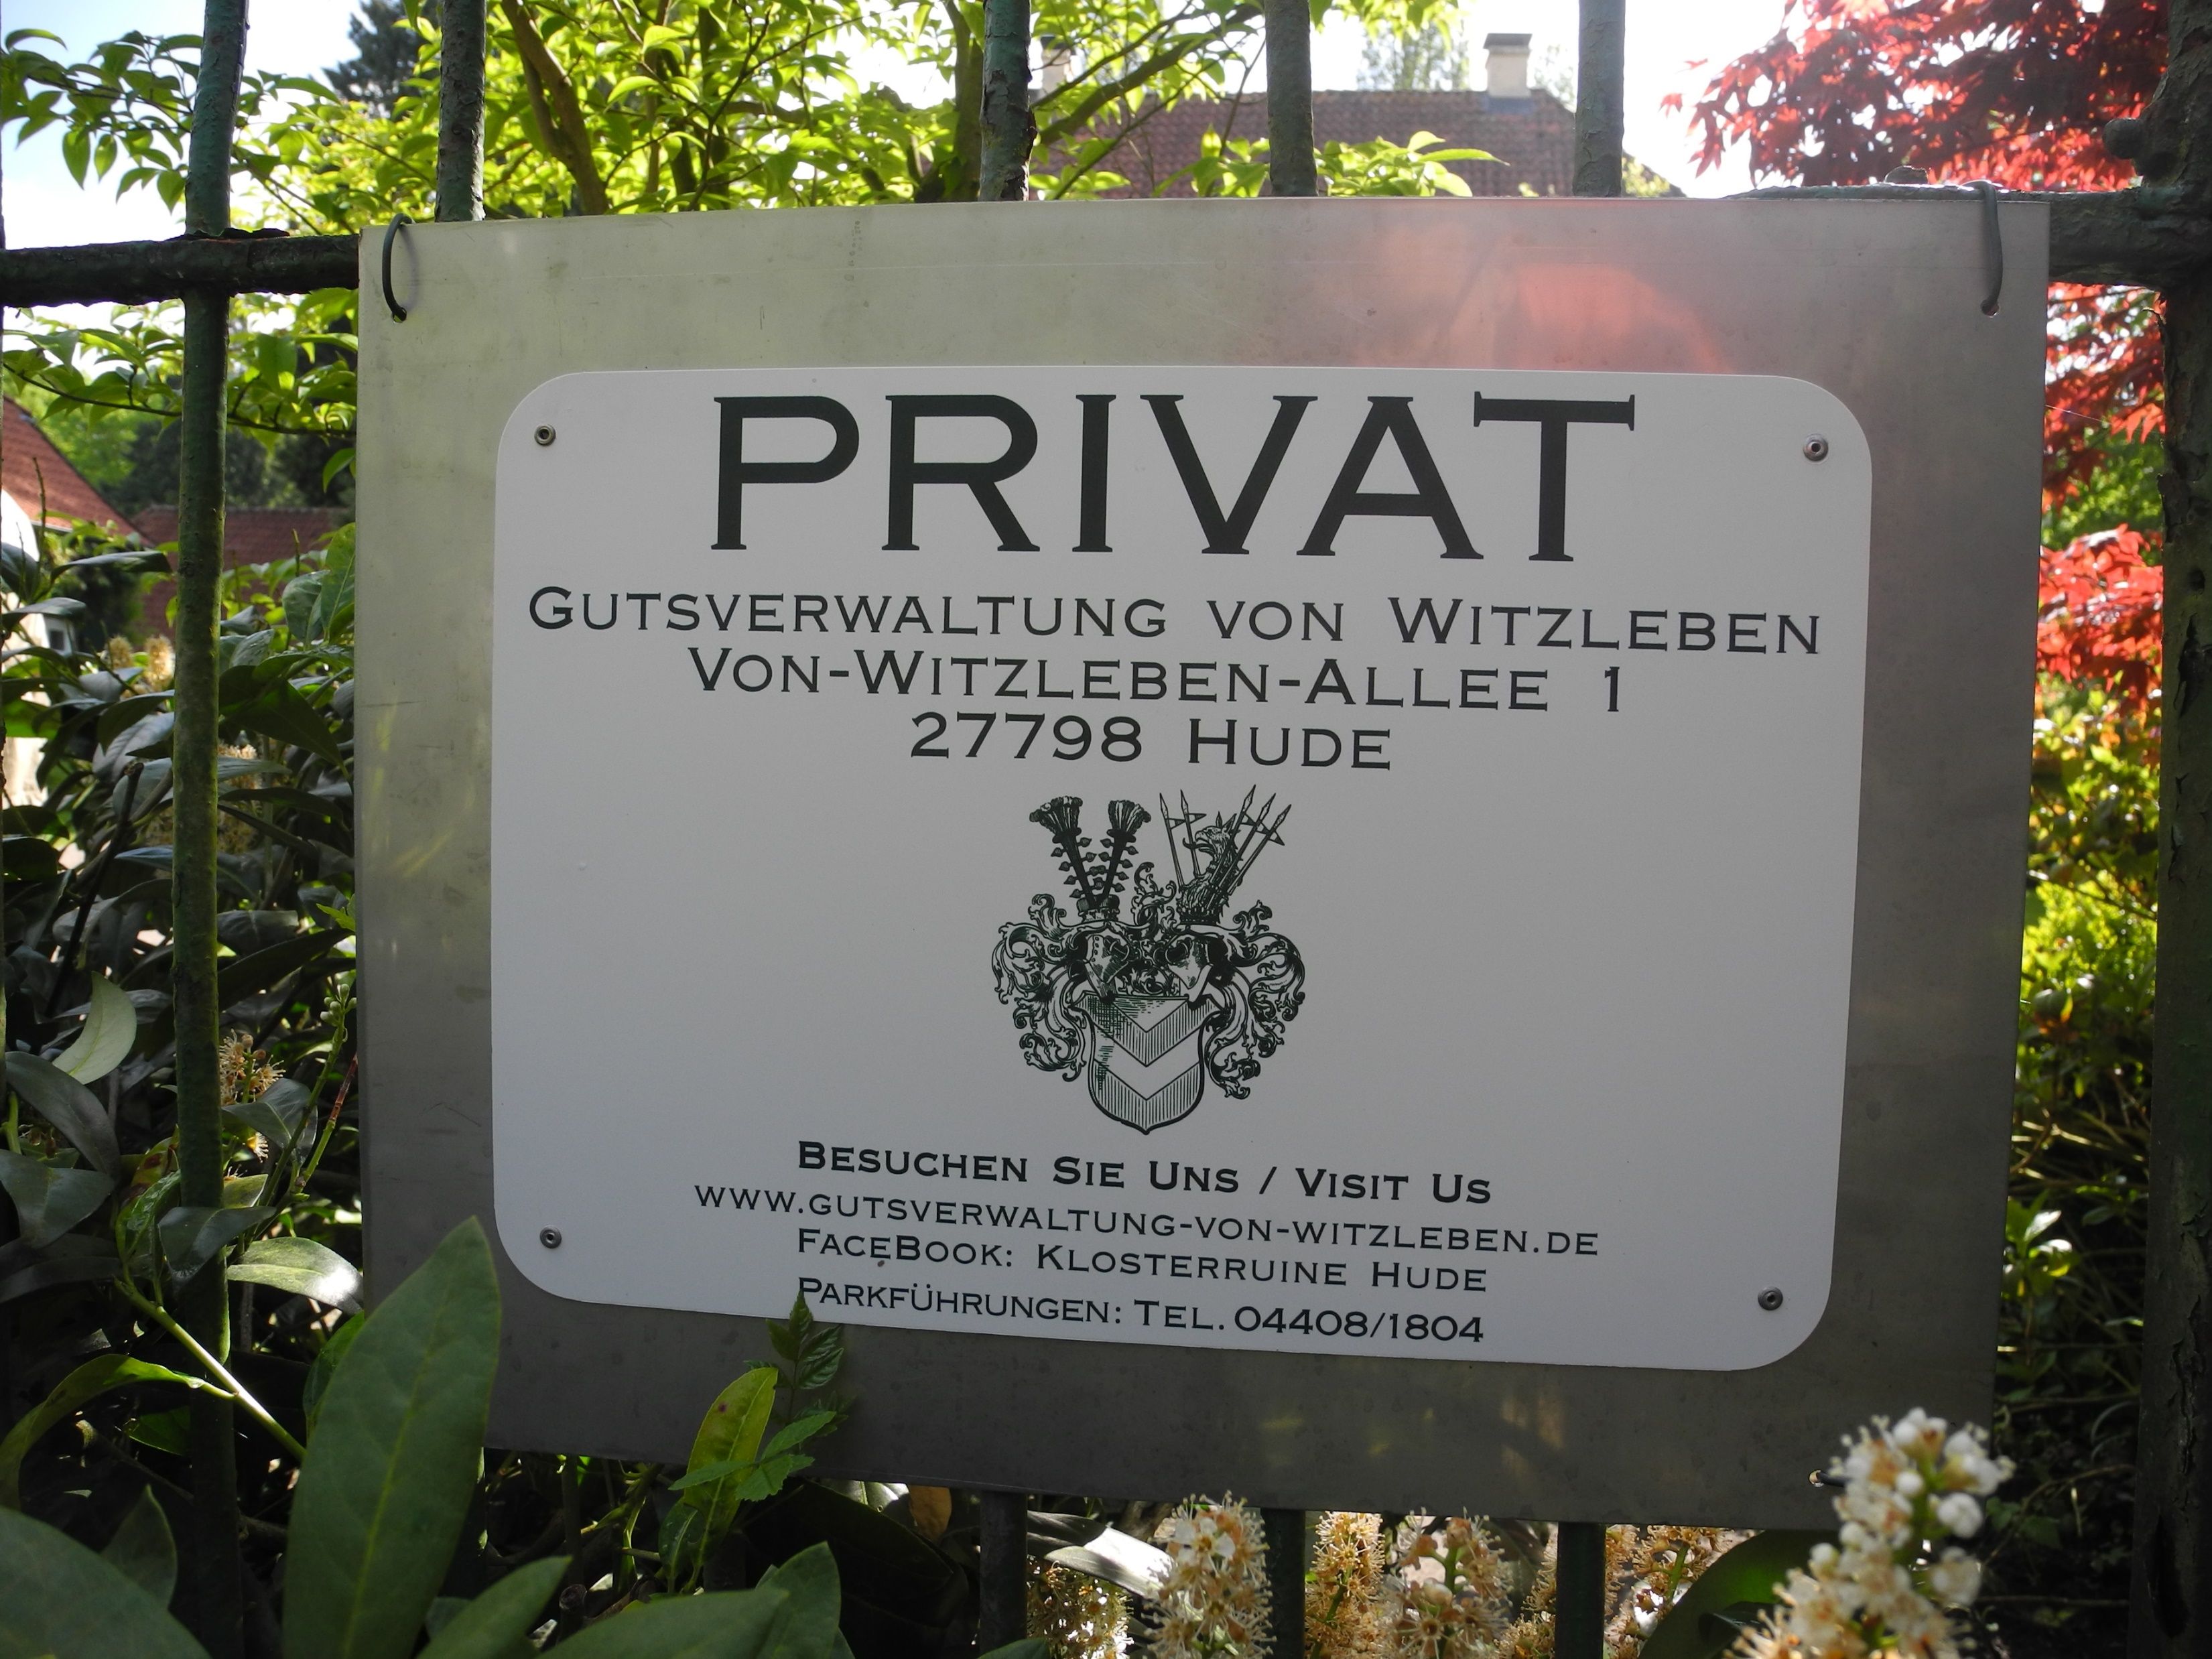 PRIVAT
GUTSVERWALTUNG VON WITZLEBEN
VON-WITZLEBEN-ALLEE 1
27798 HUDE
BESUCHEN SIE UNS / VISIT US
WWW.GUTSVERWALTUNG-VON-WITZLEBEN.DE
FACEBOOK: KLOSTERRUINE HUDE
PARKFÜHRUNGEN: TEL. 04408/1804